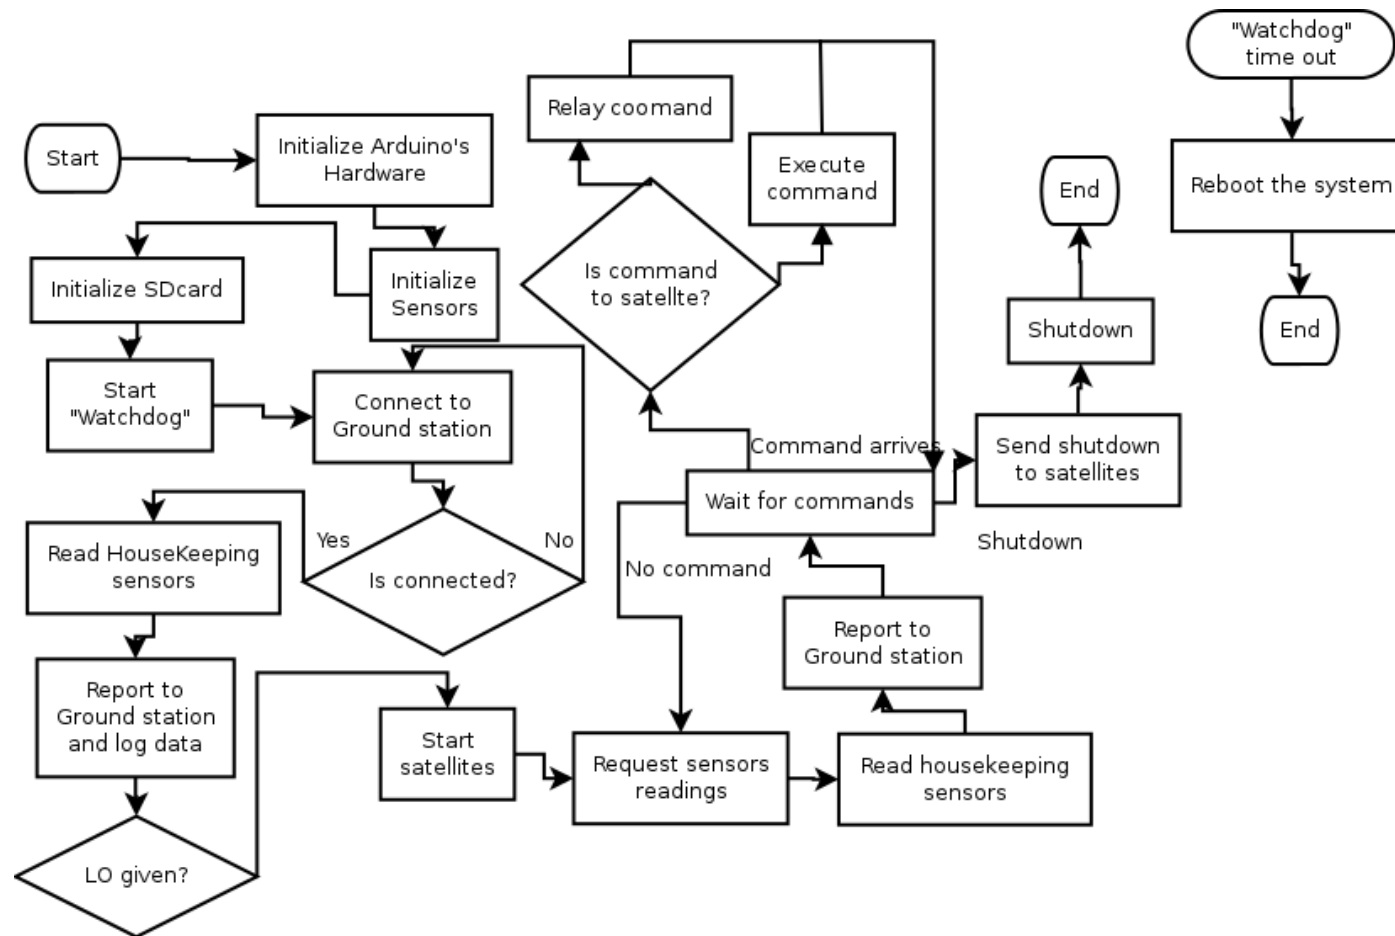 "Watchdog"
time out
Relay coomand
Start
Initialize Arduino's
Hardware
Execute
command
End
Reboot the system
Is command
to satellte?
Initialize SDcard
Initialize
Sensors
Shutdown
End
Start
"Watchdog"
Connect to
Ground station
Command arrives
Send shutdown
to satellites
Wait for commands
Shutdown
Read HouseKeeping
sensors
Yes
No
Is connected?
No command
Report to
Ground station
Report to
Ground station
and log data
Start
satellites
Request sensors
readings
Read housekeeping
sensors
LO given?